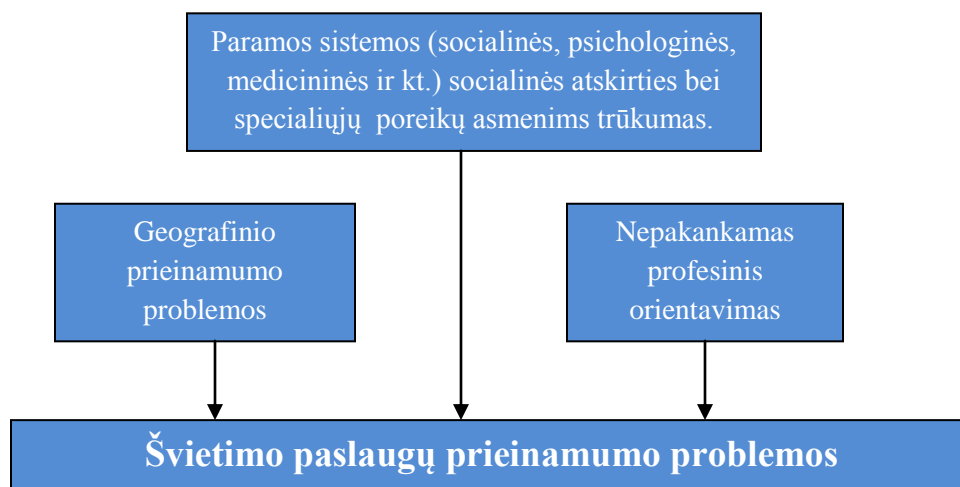 Paramos sistemos (socialinės, psichologinės,
medicininės ir kt.) socialinės atskirties bei
specialiųjų poreikų asmenims trūkumas.
Geografinio
prieinamumo
problemos
Nepakankamas
profesinis
orientavimas
Švietimo paslaugų prieinamumo problemos